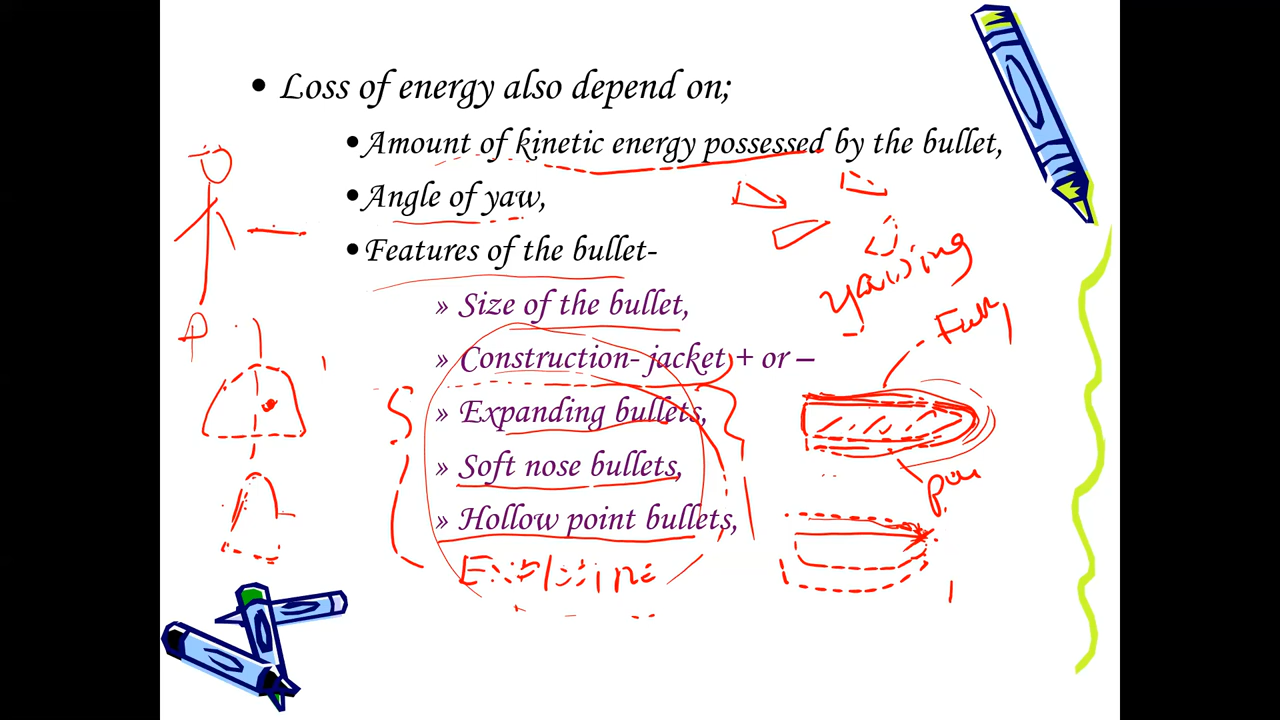 • Loss of energy also depend on;
• Amount of kinetic energy possessed by the bullet,
• Angle of yaw,
• Features of the bullet-
» Size of the bullet,
yawing
» Construction- jacket + or –
» Expanding bullets,
» Soft nose bullets,
» Hollow point bullets,